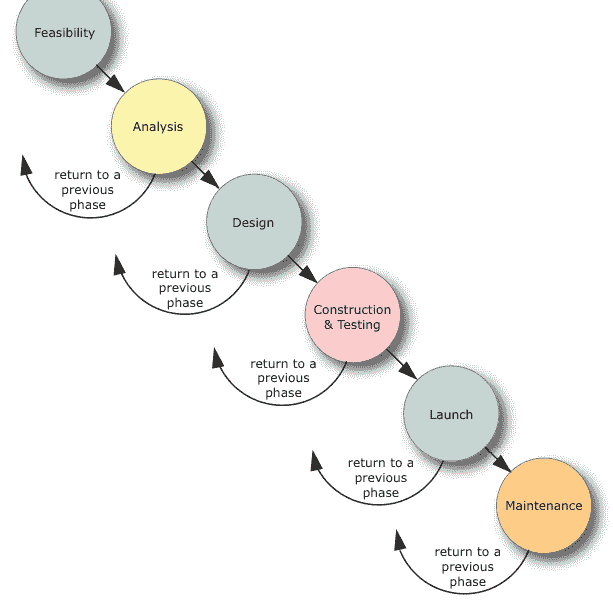 Feasibility
Analysis
return to a
previous
phase
Design
return to a
previous
phase
Construction
& Testing
return to a
previous
phase
Launch
return to a
previous
phase
Maintenance
return to a
previous
phase